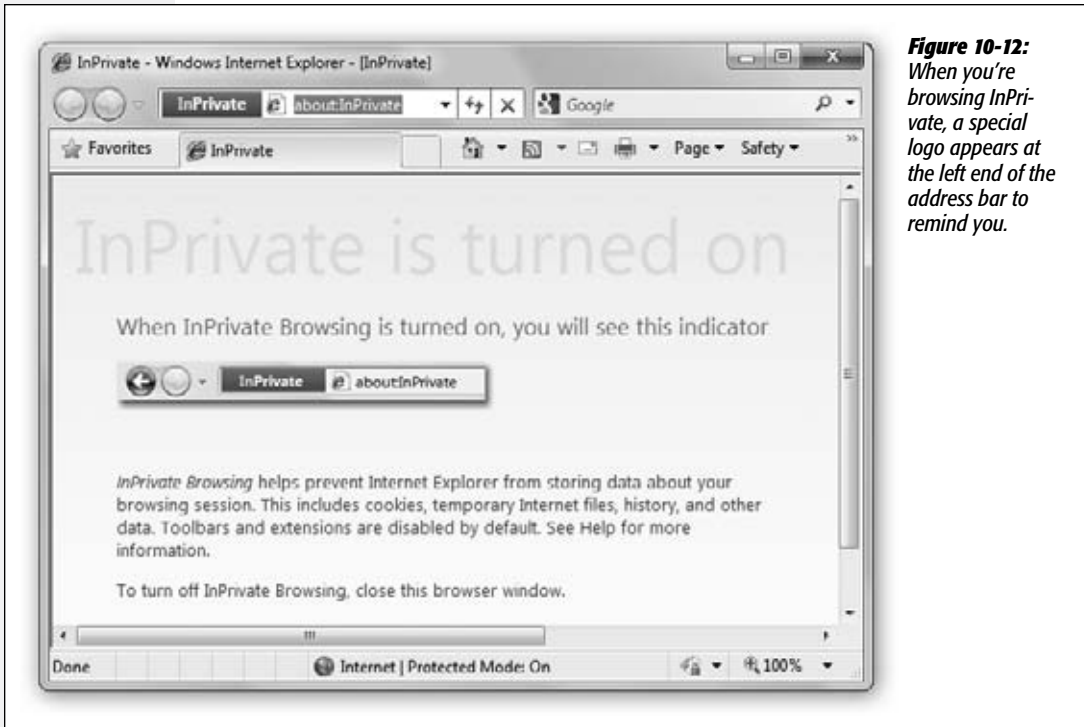 InPrivate - Windows Internet Explorer - [InPrivate]
InPrivate about:InPrivate Google
Favorites InPrivate Page Safety
InPrivate is turned on
When InPrivate Browsing is turned on, you will see this indicator
InPrivate about:InPrivate
InPrivate Browsing helps prevent Internet Explorer from storing data about your
browsing session. This includes cookies, temporary Internet files, history, and other
data. Toolbars and extensions are disabled by default. See Help for more
information.
To turn off InPrivate Browsing, close this browser window.
Done Internet | Protected Mode: On 100%
Figure 10-12:
When you're
browsing InPri-
vate, a special
logo appears at
the left end of the
address bar to
remind you.